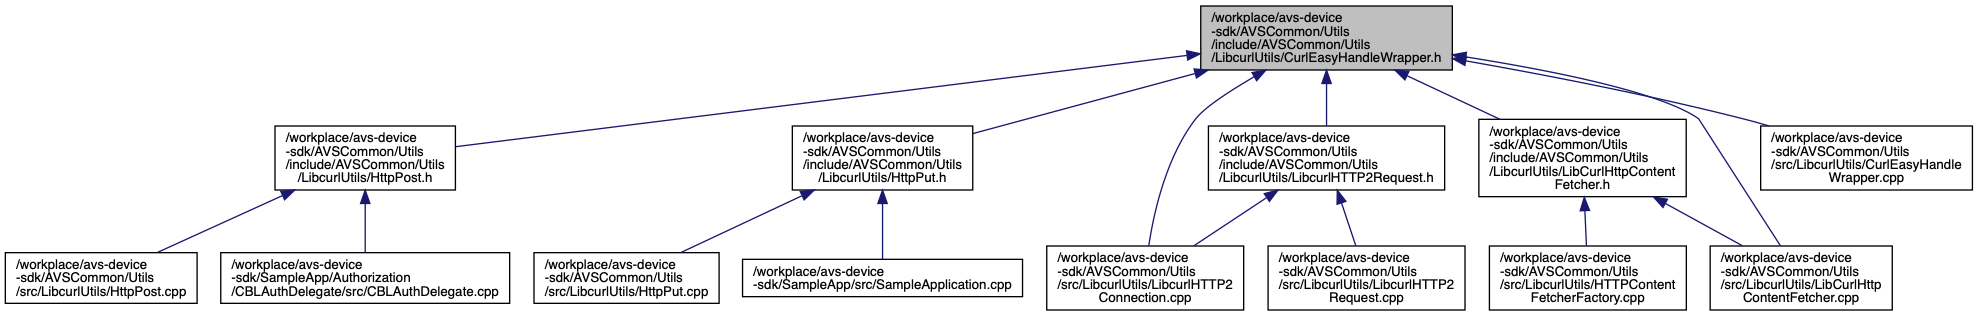 /workplace/avs-device
-sdk/AVSCommon/Utils
/include/AVSCommon/Utils
/LibcurlUtils/CurlEasyHandleWrapper.h
/workplace/avs-device
-sdk/AVSCommon/Utils
/include/AVSCommon/Utils
/LibcurlUtils/HttpPost.h
/workplace/avs-device
-sdk/AVSCommon/Utils
/include/AVSCommon/Utils
/LibcurlUtils/HttpPut.h
/workplace/avs-device
-sdk/AVSCommon/Utils
/include/AVSCommon/Utils
/LibcurlUtils/LibcurlHTTP2Request.h
/workplace/avs-device
-sdk/AVSCommon/Utils
/include/AVSCommon/Utils
/LibcurlUtils/LibCurlHttpContent
Fetcher.h
/workplace/avs-device
-sdk/AVSCommon/Utils
/src/LibcurlUtils/CurlEasyHandle
Wrapper.cpp
/workplace/avs-device
-sdk/AVSCommon/Utils
/src/LibcurlUtils/HttpPost.cpp
/workplace/avs-device
-sdk/SampleApp/Authorization
/CBLAuthDelegate/src/CBLAuthDelegate.cpp
/workplace/avs-device
-sdk/AVSCommon/Utils
/src/LibcurlUtils/HttpPut.cpp
/workplace/avs-device
-sdk/SampleApp/src/SampleApplication.cpp
/workplace/avs-device
-sdk/AVSCommon/Utils
/src/LibcurlUtils/LibcurlHTTP2
Connection.cpp
/workplace/avs-device
-sdk/AVSCommon/Utils
/src/LibcurlUtils/LibcurlHTTP2
Request.cpp
/workplace/avs-device
-sdk/AVSCommon/Utils
/src/LibcurlUtils/HTTPContent
FetcherFactory.cpp
/workplace/avs-device
-sdk/AVSCommon/Utils
/src/LibcurlUtils/LibCurlHttp
ContentFetcher.cpp